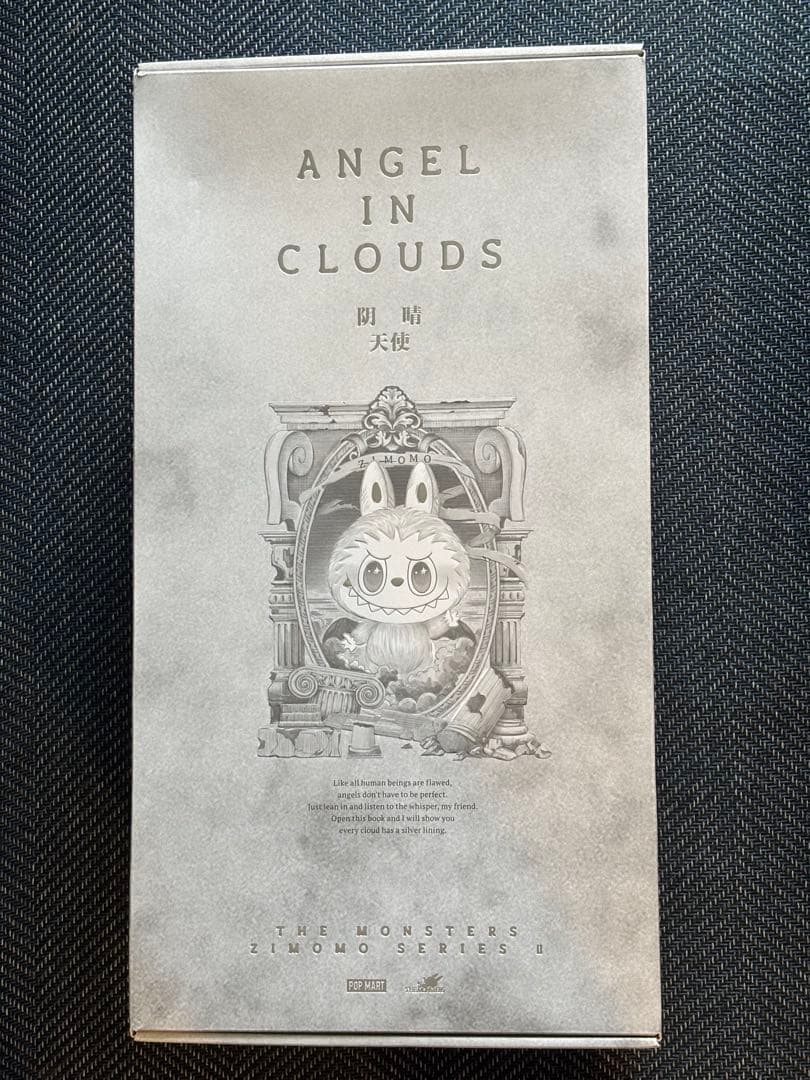 ANGEL
IN
CLOUDS
阴 晴
天使
ZIMOMO
Like all human beings are flawed,
angels don't have to be perfect.
Just lean in and listen to the whisper, my friend.
Open this book and I will show you
every cloud has a silver lining.
THE MONSTERS
ZIMOMO SERIES II
POP MART